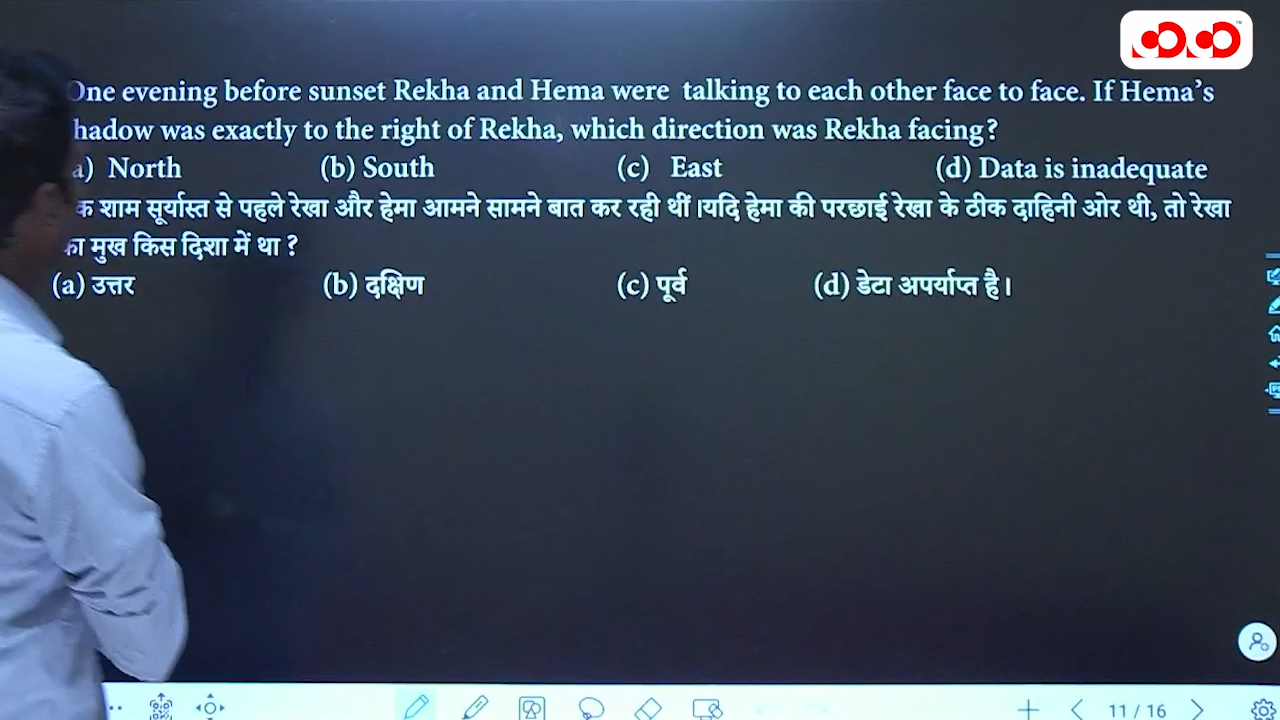 One evening before sunset Rekha and Hema were talking to each other face to face. If Hema's
hadow was exactly to the right of Rekha, which direction was Rekha facing?
a) North (b) South (c) East (d) Data is inadequate
क शाम सूर्यास्त से पहले रेखा और हेमा आमने सामने बात कर रही थीं।यदि हेमा की परछाई रेखा के ठीक दाहिनी ओर थी, तो रेखा
का मुख किस दिशा में था ?
(a) उत्तर (b) दक्षिण (c) पूर्व (d) डेटा अपर्याप्त है।
11 / 16